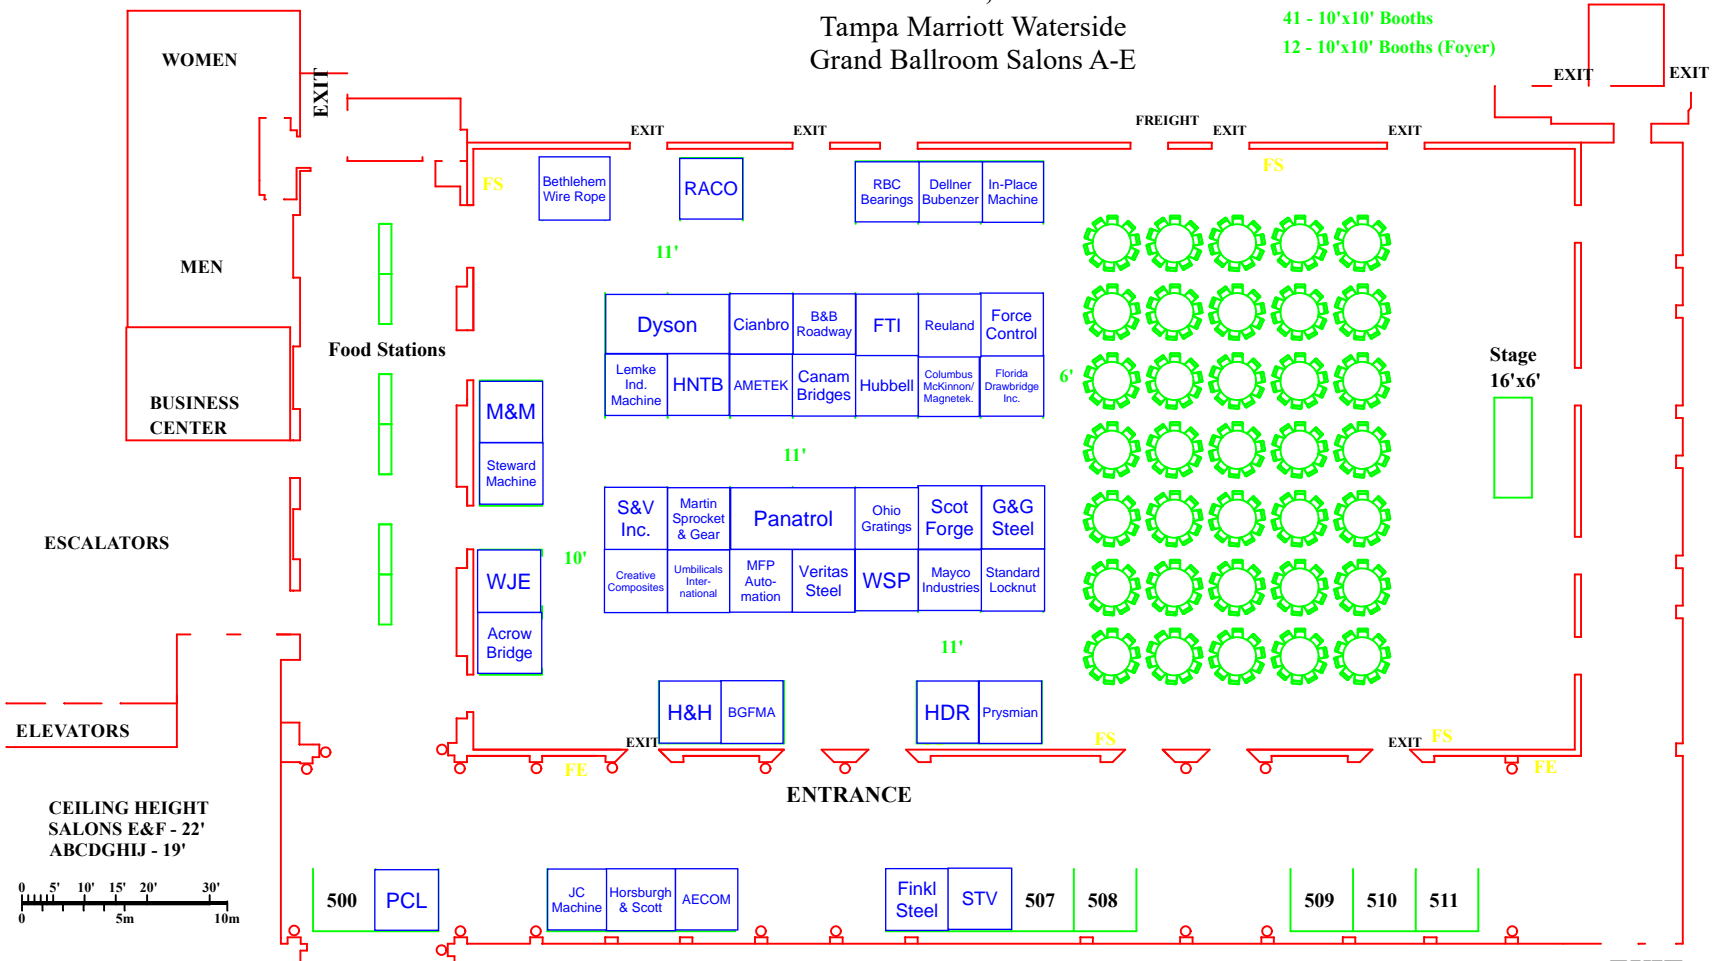 Tampa Marriott Waterside
Grand Ballroom Salons A-E
41 - 10'x10' Booths
12 - 10'x10' Booths (Foyer)
WOMEN
EXIT
EXIT
EXIT
EXIT
EXIT
FREIGHT
EXIT
EXIT
FS
FS
Bethlehem
Wire Rope
RACO
RBC
Bearings
Dellner
Bubenzer
In-Place
Machine
MEN
11'
Dyson
Cianbro
B&B
Roadway
FTI
Reuland
Force
Control
Food Stations
Lemke
Ind.
Machine
HNTB
AMETEK
Canam
Bridges
Hubbell
Columbus
McKinnon/
Magnetek.
Florida
Drawbridge
Inc.
6'
Stage
16'x6'
BUSINESS
CENTER
M&M
Steward
Machine
11'
S&V
Inc.
Martin
Sprocket
& Gear
Panatrol
Ohio
Gratings
Scot
Forge
G&G
Steel
ESCALATORS
10'
WJE
Creative
Composites
Umbilicals
Inter-
national
MFP
Auto-
mation
Veritas
Steel
WSP
Mayco
Industries
Standard
Locknut
Acrow
Bridge
11'
H&H
BGFMA
HDR
Prysmian
ELEVATORS
EXIT
FS
EXIT
FS
FE
FE
ENTRANCE
CEILING HEIGHT
SALONS E&F - 22'
ABCDGHIJ - 19'
0 5' 10' 15' 20' 30'
0 5m 10m
500
PCL
JC
Machine
Horsburgh
& Scott
AECOM
Finkl
Steel
STV
507
508
509
510
511